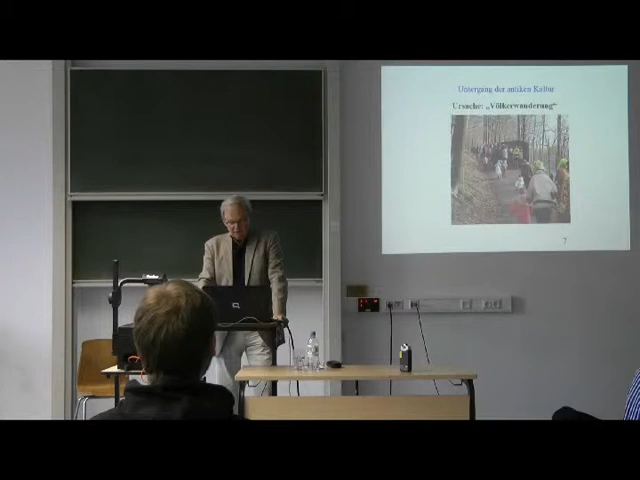 Untergang der antiken Kultur
Ursache: „Völkerwanderung“
7